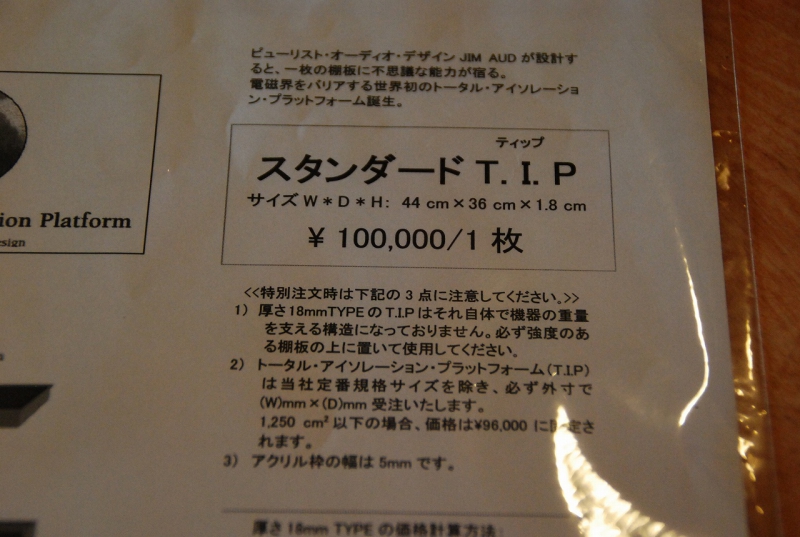 ピューリスト・オーディオ・デザイン JIM AUD が設計す
ると、一枚の棚板に不思議な能力が宿る。
電磁界をバリアする世界初のトータル・アイソレーショ
ン・プラットフォーム誕生。
ion Platform
esign
ティップ
スタンダード T. I. P
サイズ W＊D＊H: 44 cm×36 cm×1.8 cm
¥ 100,000/1 枚
<<特別注文時は下記の 3 点に注意してください。>>
1) 厚さ18mmTYPE の T.I.P はそれ自体で機器の重量
を支える構造になっておりません。必ず強度のあ
る棚板の上に置いて使用してください。
2) トータル・アイソレーション・プラットフォーム(T.I.P)
は当社定番規格サイズを除き、必ず外寸で
(W)mm×(D)mm 受注いたします。
1,250 cm² 以下の場合、価格は¥96,000 に
されます。
3) アクリル枠の幅は 5mm です。
厚さ18mm TYPE の価格計算方法: